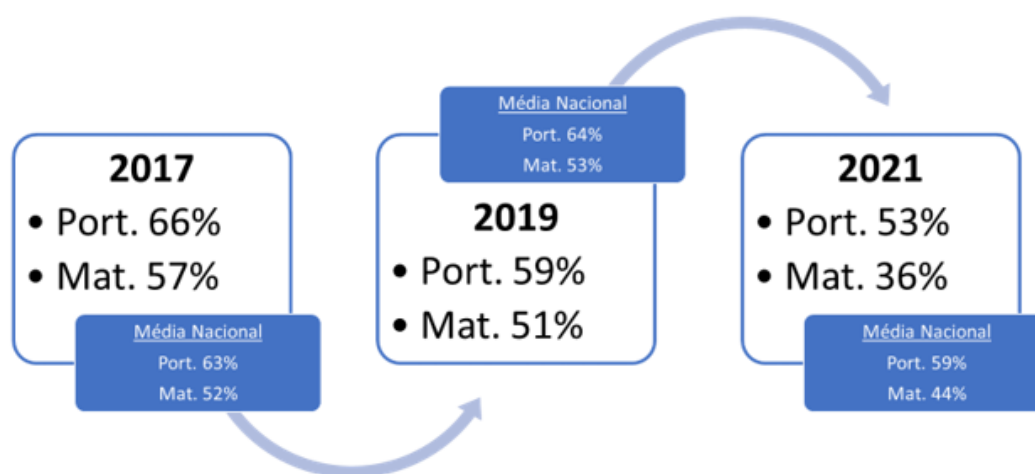 2017
• Port. 66%
• Mat. 57%
Média Nacional
Port. 63%
Mat. 52%
Média Nacional
Port. 64%
Mat. 53%
2019
• Port. 59%
• Mat. 51%
2021
• Port. 53%
• Mat. 36%
Média Nacional
Port. 59%
Mat. 44%